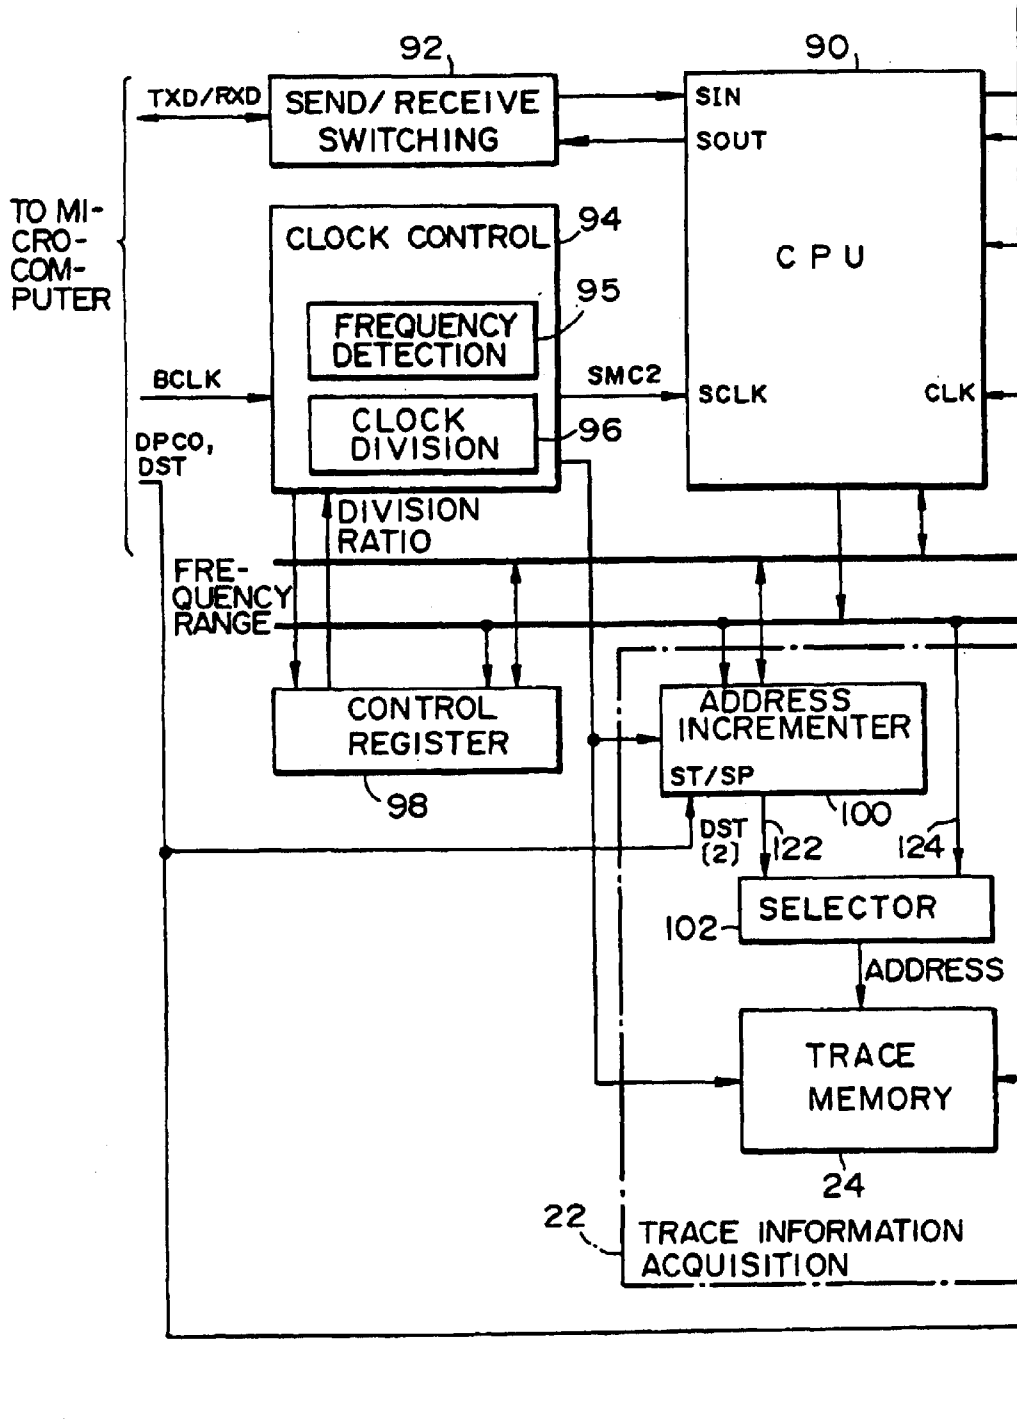 92
90
TXD/RXD
SEND/RECEIVE
SWITCHING
SIN
SOUT
TO MI-
CRO-
COM-
PUTER
94
CLOCK CONTROL
CPU
95
FREQUENCY
DETECTION
BCLK
SMC2
SCLK
CLK
CLOCK
DIVISION
96
DPCO,
DST
DIVISION
RATIO
FRE-
QUENCY
RANGE
CONTROL
REGISTER
98
ADDRESS
INCREMENTER
ST/SP
100
DST
(2)
122
124
SELECTOR
102
ADDRESS
TRACE
MEMORY
24
22
TRACE INFORMATION
ACQUISITION